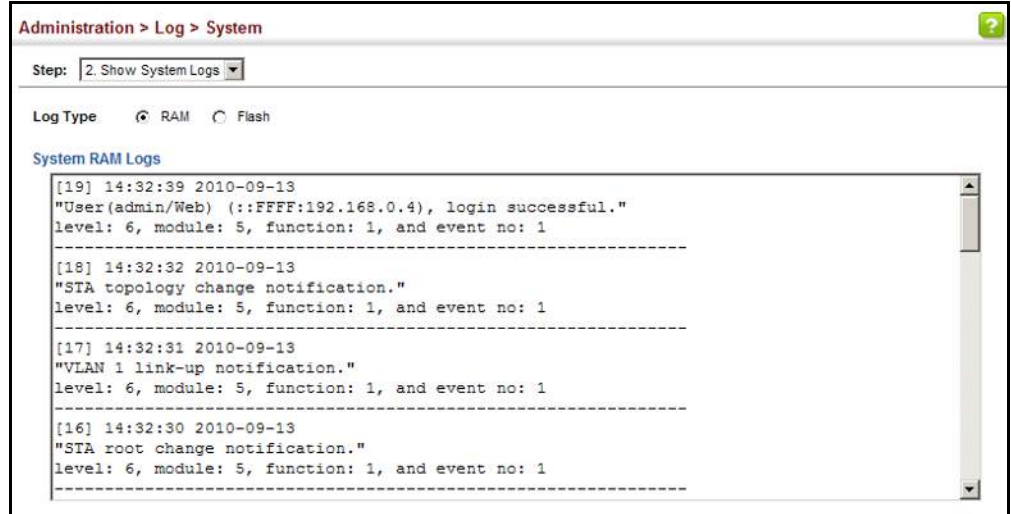 Administration > Log > System
?
Step: 2. Show System Logs
Log Type RAM Flash
System RAM Logs
[19] 14:32:39 2010-09-13
"User(admin/Web) (::FFFF:192.168.0.4), login successful."
level: 6, module: 5, function: 1, and event no: 1
---------------------------------------------------------------
[18] 14:32:32 2010-09-13
"STA topology change notification."
level: 6, module: 5, function: 1, and event no: 1
---------------------------------------------------------------
[17] 14:32:31 2010-09-13
"VLAN 1 link-up notification."
level: 6, module: 5, function: 1, and event no: 1
---------------------------------------------------------------
[16] 14:32:30 2010-09-13
"STA root change notification."
level: 6, module: 5, function: 1, and event no: 1
---------------------------------------------------------------